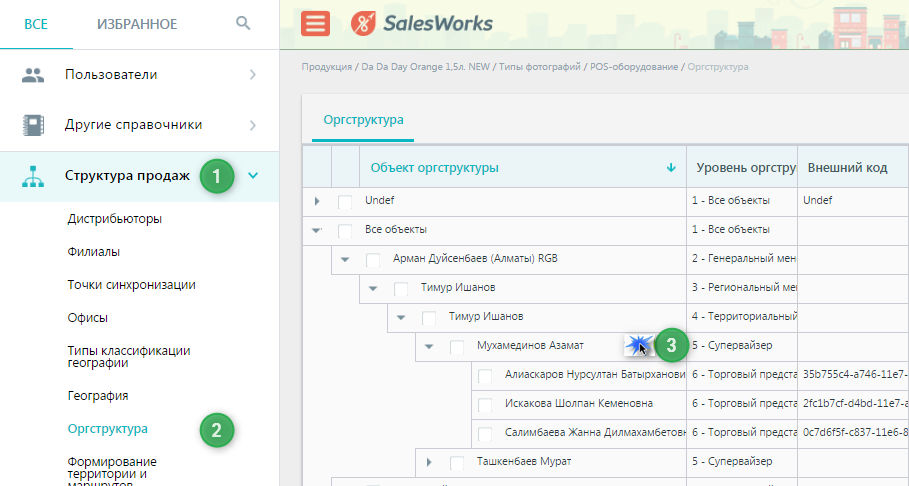 ВСЕ ИЗБРАННОЕ
SalesWorks
Пользователи
Другие справочники
Структура продаж 1
Дистрибьюторы
Филиалы
Точки синхронизации
Офисы
Типы классификации
географии
География
Оргструктура 2
Формирование
территории и
маршрутов
Продукция / Da Da Day Orange 1,5л. NEW / Типы фотографий / POS-оборудование / Оргструктура
Оргструктура
Объект оргструктуры Уровень оргстру Внешний код
Undef 1 - Все объекты Undef
Все объекты 1 - Все объекты
Арман Дуйсенбаев (Алматы) RGB 2 - Генеральный мен
Тимур Ишанов 3 - Региональный мен
Тимур Ишанов 4 - Территориальный
Мухамединов Азамат 3 5 - Супервайзер
Алиаскаров Нурсултан Батырханови 6 - Торговый предста 35b755c4-a746-11e7-
Искакова Шолпан Кеменовна 6 - Торговый предста 2fc1b7cf-d4bd-11e7-a
Салимбаева Жанна Дилмахамбетовн 6 - Торговый предста 0c7d6f5f-c837-11e6-8
Ташкенбаев Мурат 5 - Супервайзер